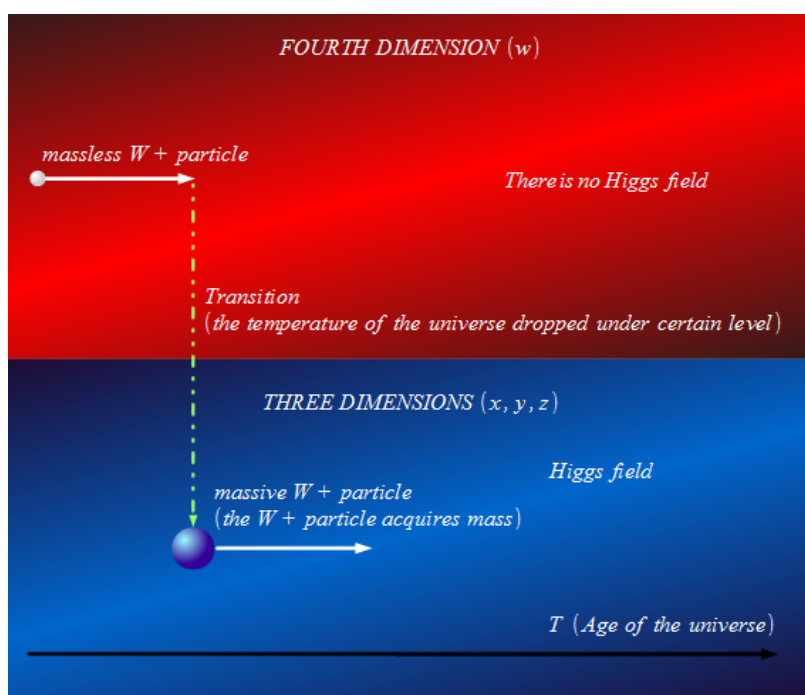 FOURTH DIMENSION (w)
massless W + particle
There is no Higgs field
Transition
(the temperature of the universe dropped under certain level)
THREE DIMENSIONS (x, y, z)
Higgs field
massive W + particle
(the W + particle acquires mass)
T (Age of the universe)